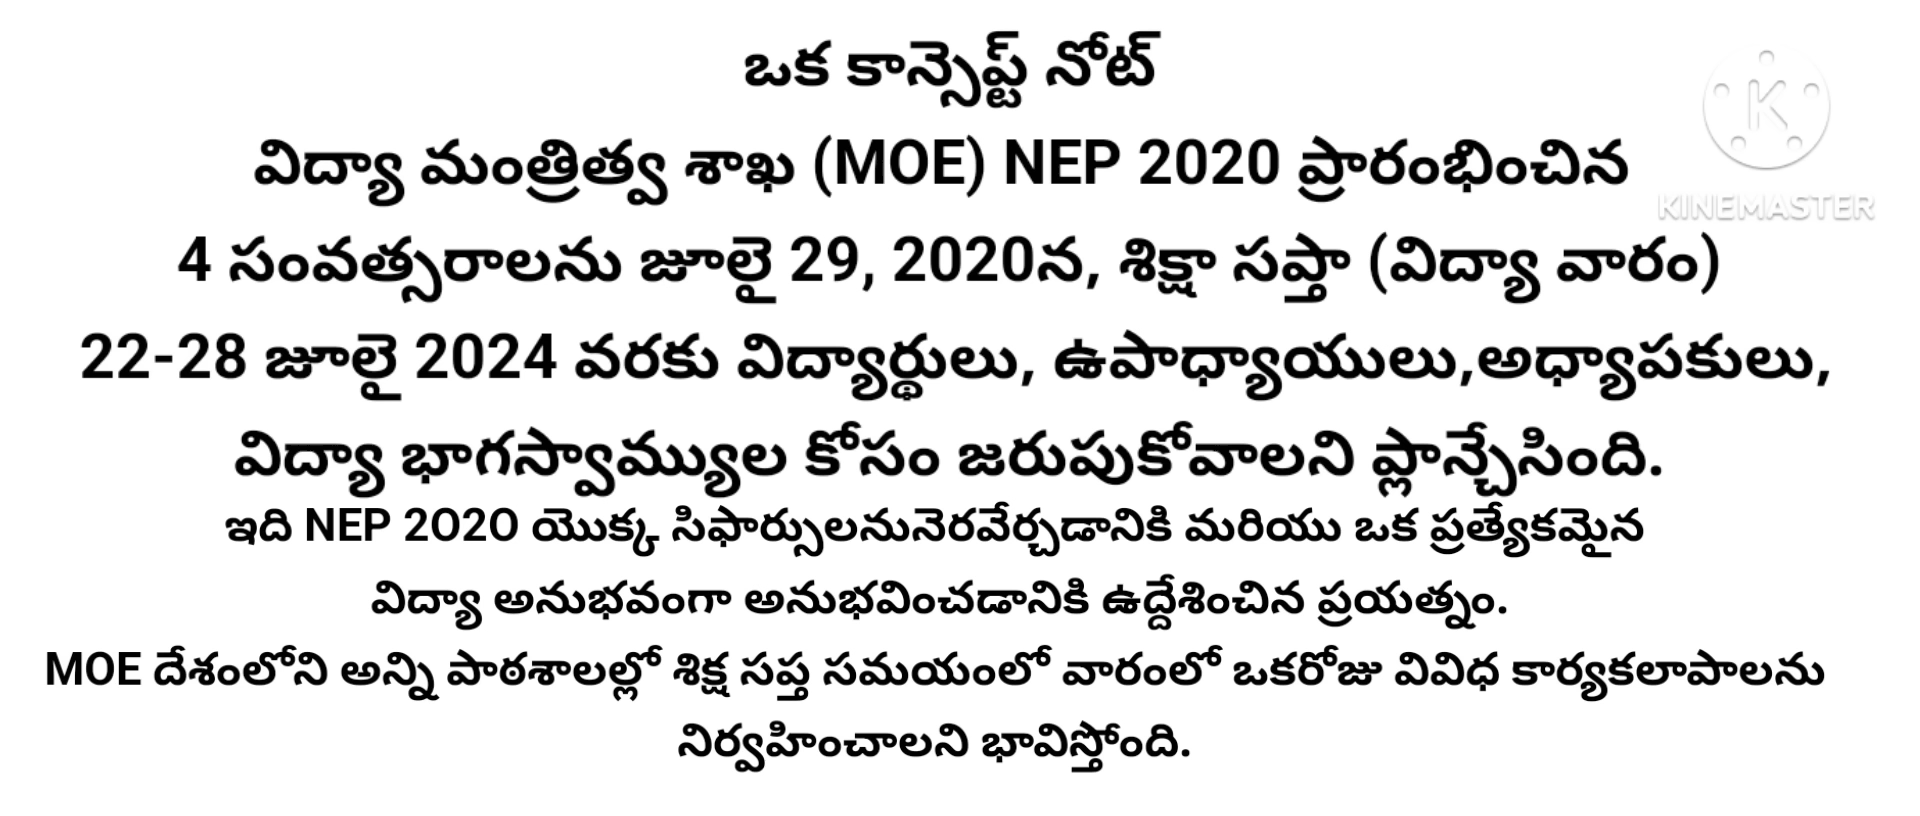 ఒక కాన్సెప్ట్ నోట్
విద్యా మంత్రిత్వ శాఖ (MOE) NEP 2020 ప్రారంభించిన
4 సంవత్సరాలను జూలై 29, 2020న, శిక్షా సప్తా (విద్యా వారం)
22-28 జూలై 2024 వరకు విద్యార్థులు, ఉపాధ్యాయులు,అధ్యాపకులు,
విద్యా భాగస్వామ్యుల కోసం జరుపుకోవాలని ప్లాన్చేసింది.
ఇది NEP 2020 యొక్క సిఫార్సులనునెరవేర్చడానికి మరియు ఒక ప్రత్యేకమైన
విద్యా అనుభవంగా అనుభవించడానికి ఉద్దేశించిన ప్రయత్నం.
MOE దేశంలోని అన్ని పాఠశాలల్లో శిక్ష సప్త సమయంలో వారంలో ఒకరోజు వివిధ కార్యకలాపాలను
నిర్వహించాలని భావిస్తోంది.
K
KINEMASTER